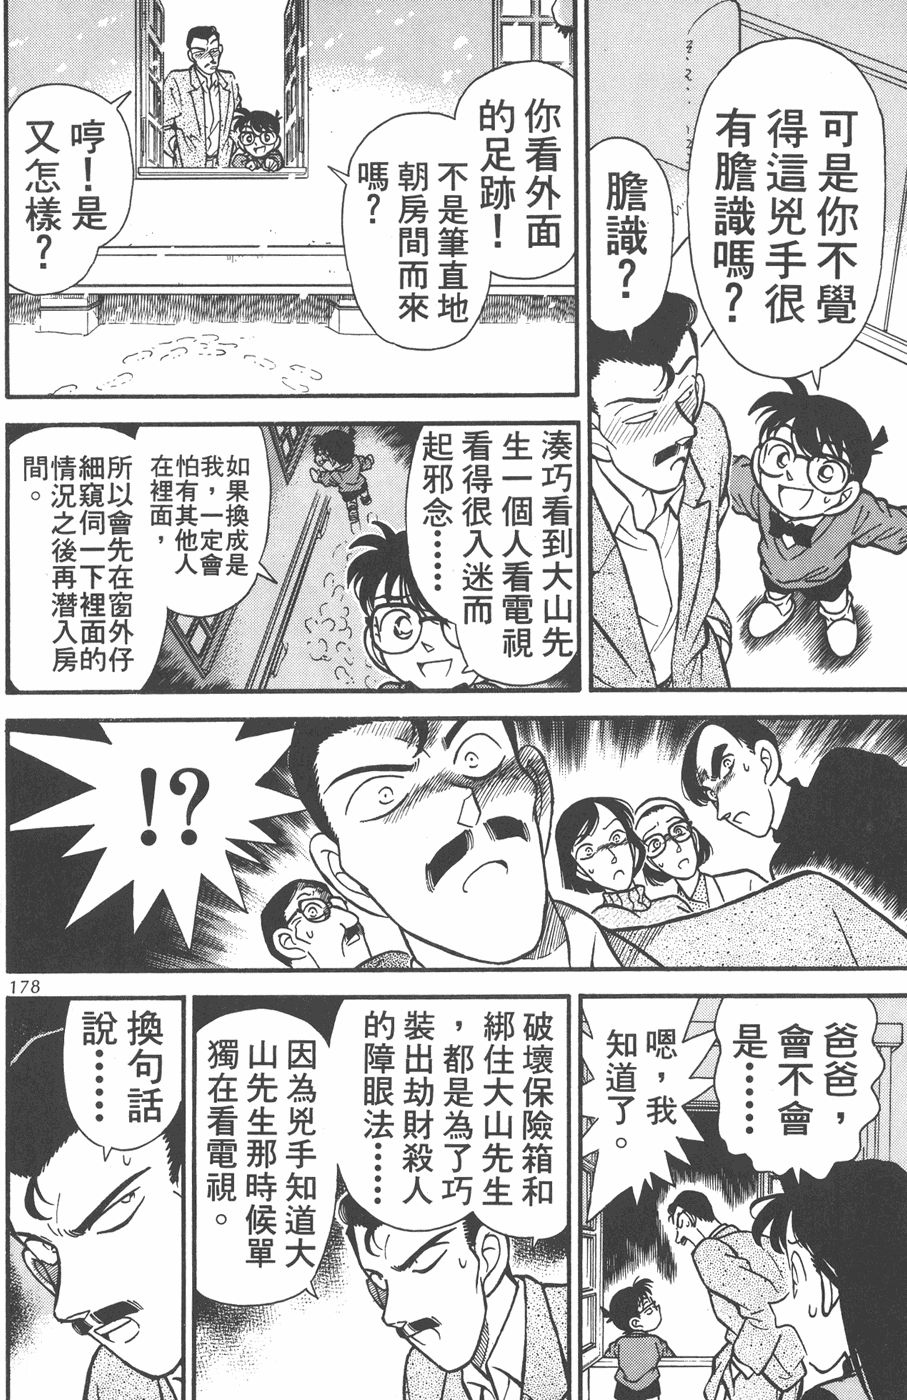 可是你不覺
得這兇手很
有膽識嗎？
膽識？
你看外面
的足跡！
不是筆直地
朝房間而來
嗎？
哼！是
又怎樣？
湊巧看到大山先
生一個人看電視
看得很入迷而
起邪念……
如果換成是
我，一定會
怕有其他人
在裡面，
所以會先在窗外仔
細窺伺一下裡面的
情況之後再潛入房
間。
!?
178
爸爸，
會不會
是……
嗯，我
知道了。
破壞保險箱和
綁住大山先生
，都是為了巧
裝出劫財殺人
的障眼法……
因為兇手知道大
山先生那時候單
獨在看電視。
換句話
說……